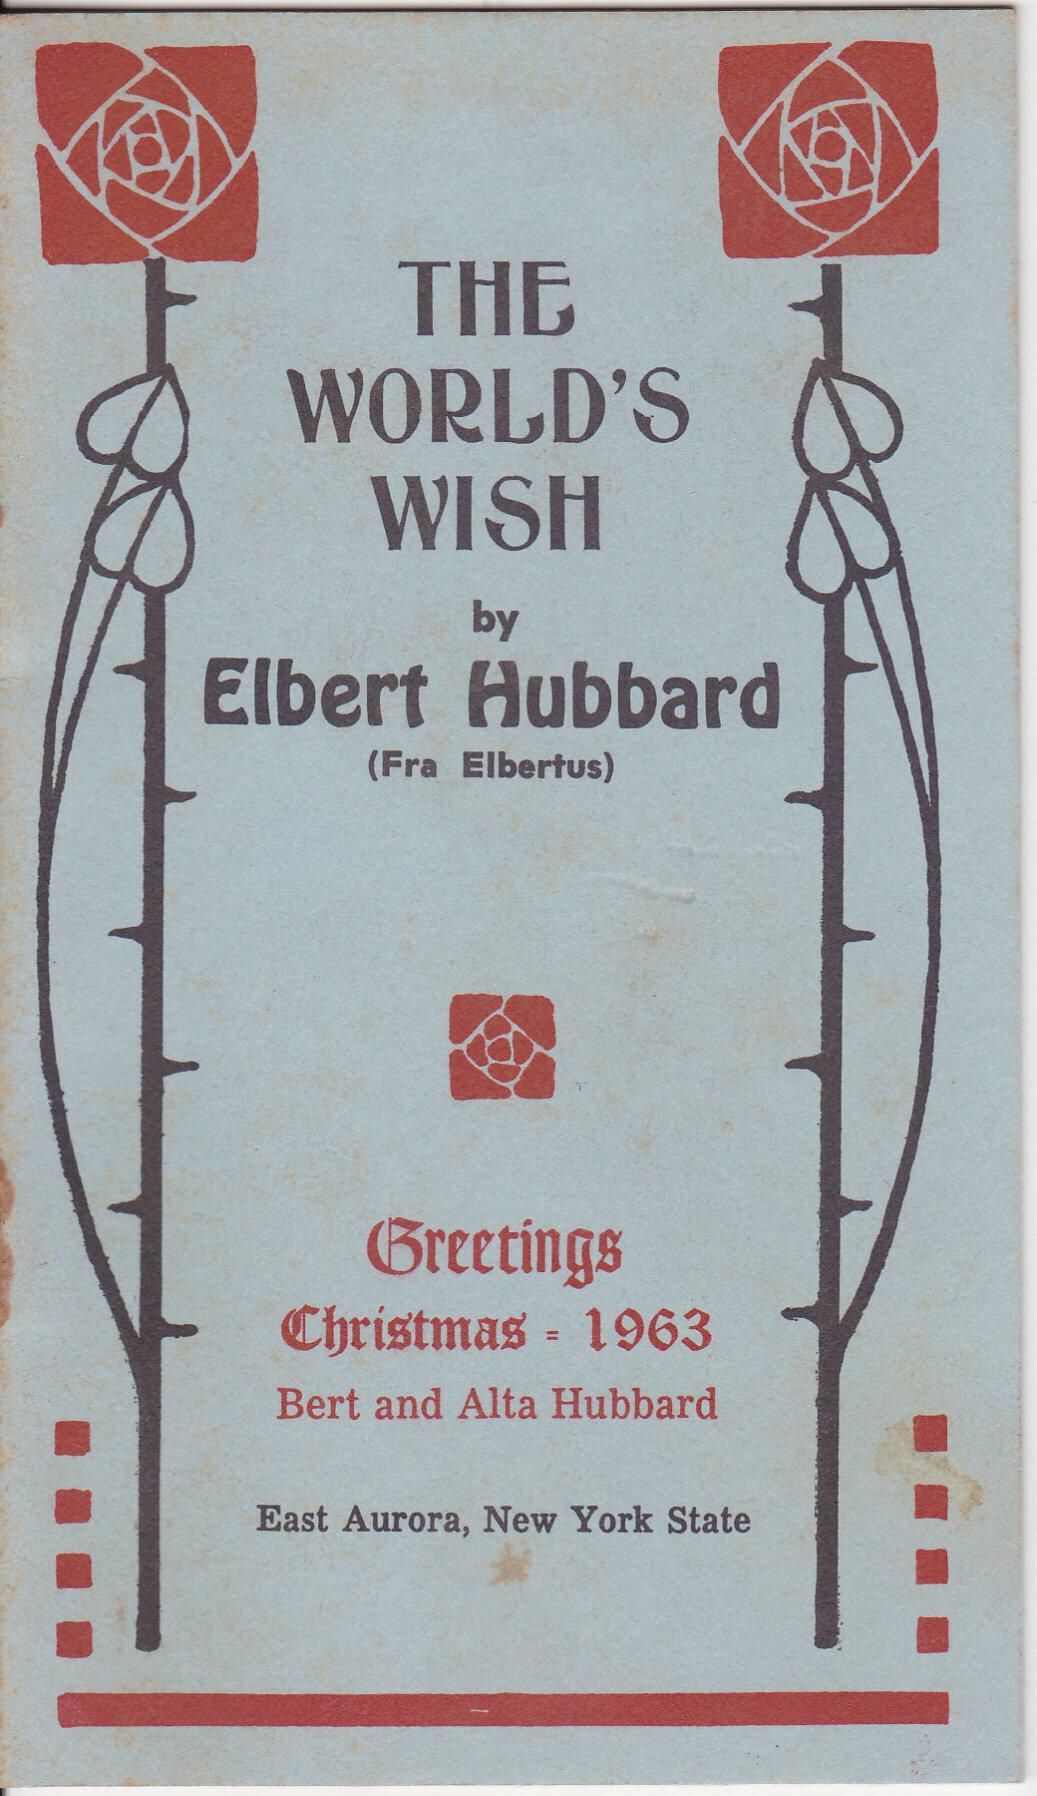 THE
WORLD'S
WISH
by
Elbert Hubbard
(Fra Elbertus)
Greetings
Christmas - 1963
Bert and Alta Hubbard
East Aurora, New York State